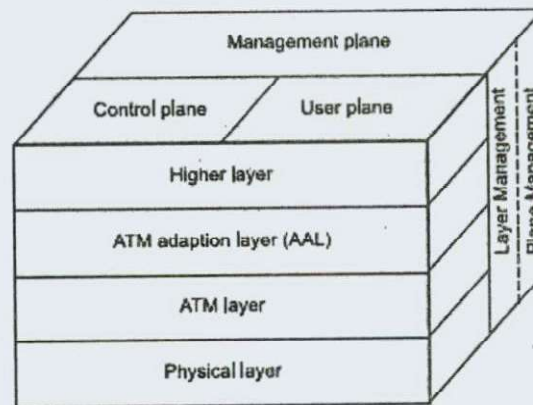 Management plane
Control plane
User plane
Higher layer
ATM adaption layer (AAL)
ATM layer
Physical layer
Layer Management
Plane Management